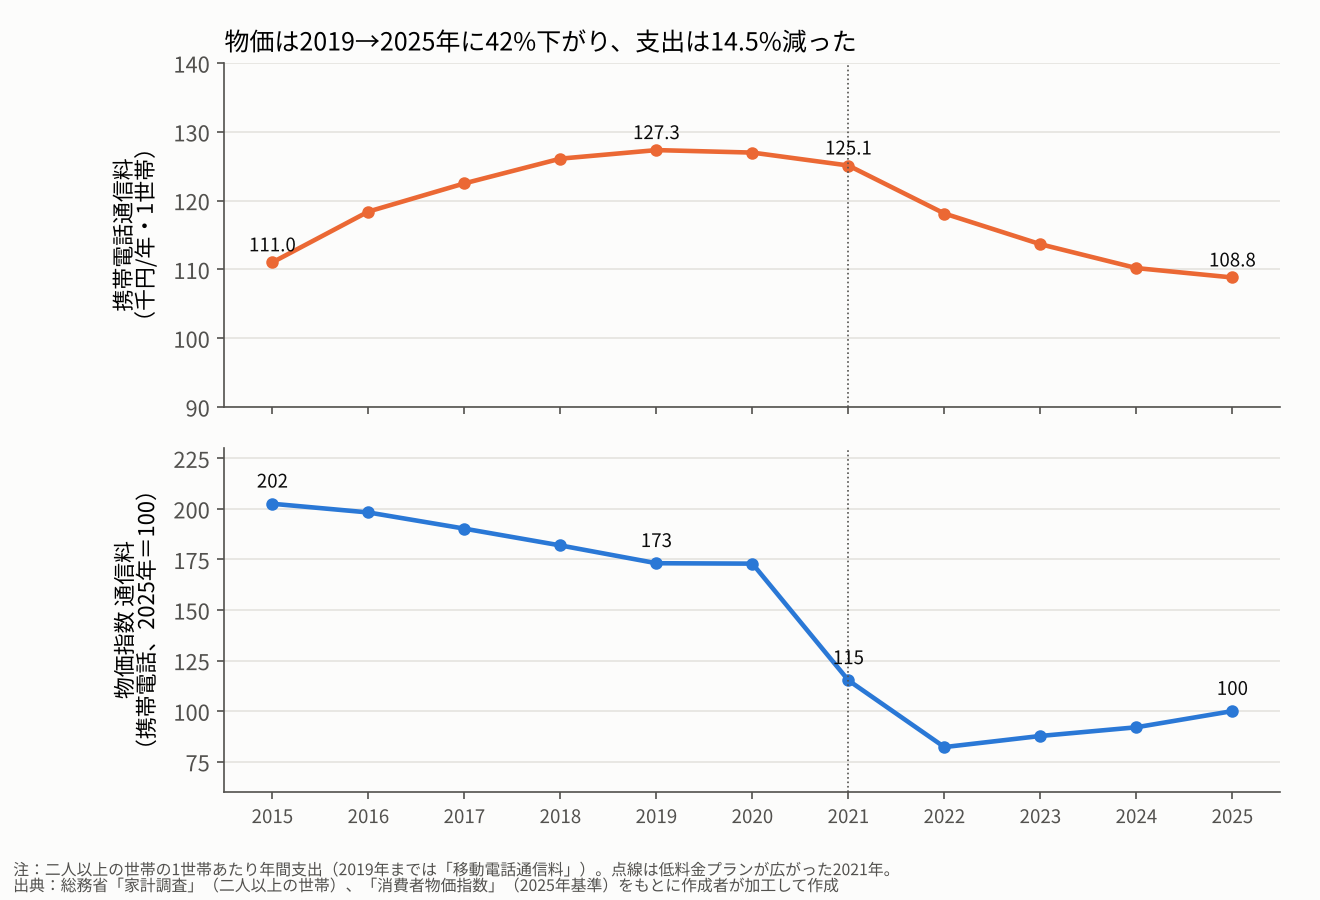 物価は2019→2025年に42%下がり、支出は14.5%減った
携帯電話通信料
（千円/年・1世帯）
140
130
120
110
100
90
111.0
127.3
125.1
108.8
物価指数 通信料
（携帯電話、2025年＝100）
225
200
175
150
125
100
75
202
173
115
100
2015 2016 2017 2018 2019 2020 2021 2022 2023 2024 2025
注：二人以上の世帯の1世帯あたり年間支出（2019年までは「移動電話通信料」）。点線は低料金プランが広がった2021年。
出典：総務省「家計調査」（二人以上の世帯）、「消費者物価指数」（2025年基準）をもとに作成者が加工して作成